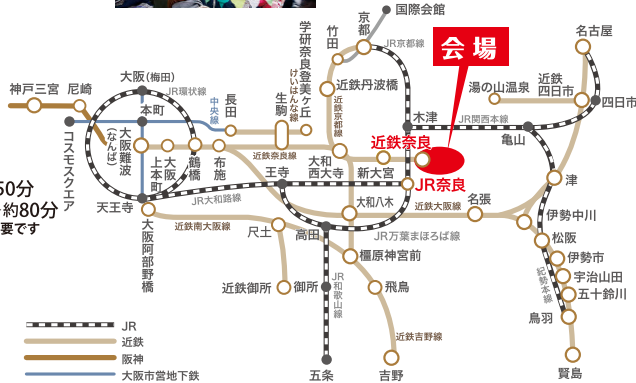 国際会館
京都
竹田
学研奈良登美ヶ丘
JR京都線
名古屋
会場
神戸三宮
尼崎
大阪(梅田)
JR環状線
中央線
長田
生駒
けいはんな線
近鉄丹波橋
近鉄京都線
湯の山温泉
近鉄四日市
四日市
本町
コスモスクエア
大阪難波(なんば)
上本町
大阪
鶴橋
布施
近鉄奈良線
大和西大寺
新大宮
近鉄奈良
木津
JR関西本線
亀山
JR奈良
50分
約80分
要です
天王寺
JR大和路線
王寺
大和八木
近鉄大阪線
名張
津
伊勢中川
大阪阿部野橋
近鉄南大阪線
尺土
高田
JR万葉まほろば線
橿原神宮前
松阪
伊勢市
宇治山田
五十鈴川
紀勢本線
鳥羽
賢島
近鉄御所
御所
JR和歌山線
飛鳥
近鉄吉野線
五条
吉野
JR
近鉄
阪神
大阪市営地下鉄